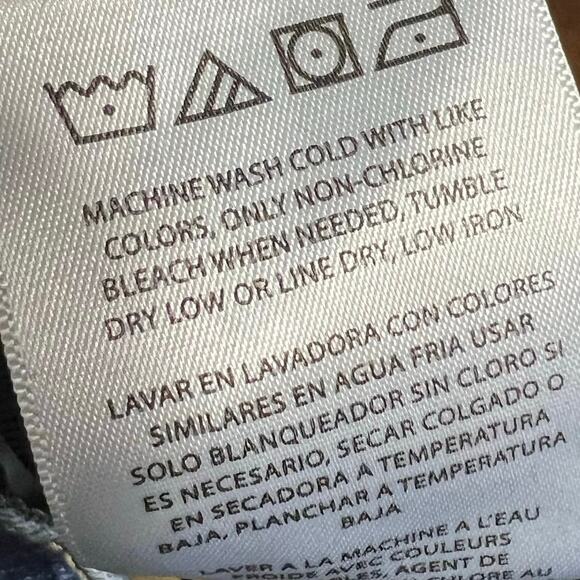 MACHINE WASH COLD WITH LIKE
COLORS, ONLY NON-CHLORINE
BLEACH WHEN NEEDED, TUMBLE
DRY LOW OR LINE DRY, LOW IRON
LAVAR EN LAVADORA CON COLORES
SIMILARES EN AGUA FRIA USAR
SOLO BLANQUEADOR SIN CLORO SI
ES NECESARIO, SECAR COLGADO O
EN SECADORA A TEMPERATURA
BAJA, PLANCHAR A TEMPERATURA
BAJA
LAVER A LA MACHINE A L'EAU
FROIDE AVEC COULEURS
AGENT DE
AU